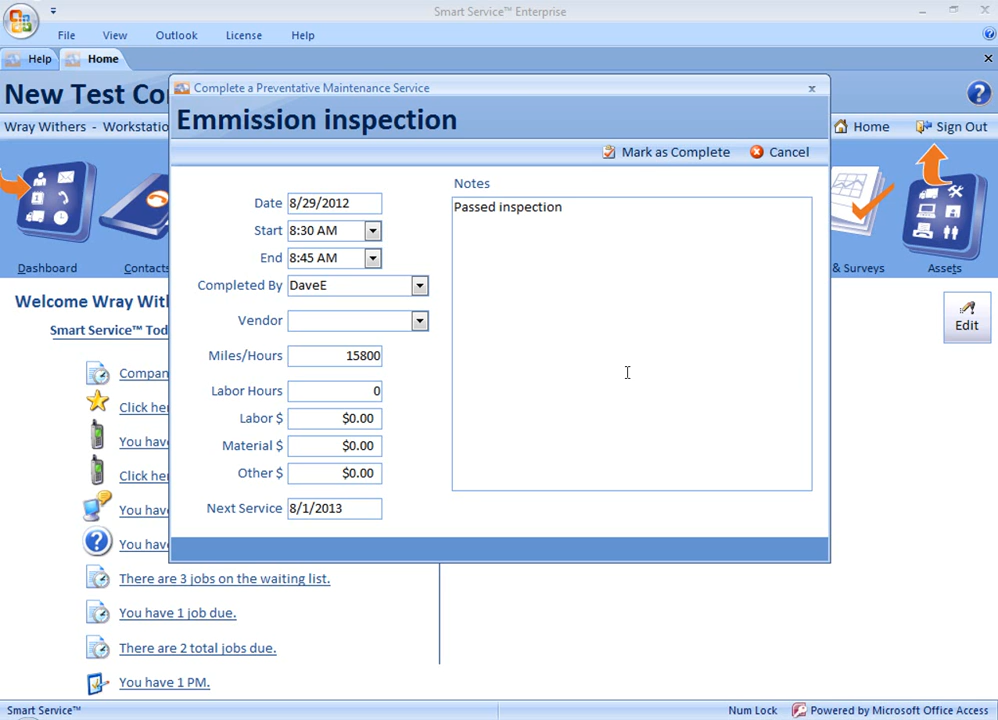 Smart Service™ Enterprise
File View Outlook License Help
Help Home
New Test Co
Wray Withers - Workstatio
Home Sign Out
Dashboard
Contacts
& Surveys
Assets
Welcome Wray Wit
Smart Service™ Tod
Edit
Compan
Click he
You have
Click he
You have
You have
There are 3 jobs on the waiting list.
You have 1 job due.
There are 2 total jobs due.
You have 1 PM.
Complete a Preventative Maintenance Service
Emmission inspection
Mark as Complete Cancel
Date 8/29/2012
Start 8:30 AM
End 8:45 AM
Completed By DaveE
Vendor
Miles/Hours 15800
Labor Hours 0
Labor $ $0.00
Material $ $0.00
Other $ $0.00
Next Service 8/1/2013
Notes
Passed inspection
Smart Service™
Num Lock Powered by Microsoft Office Access